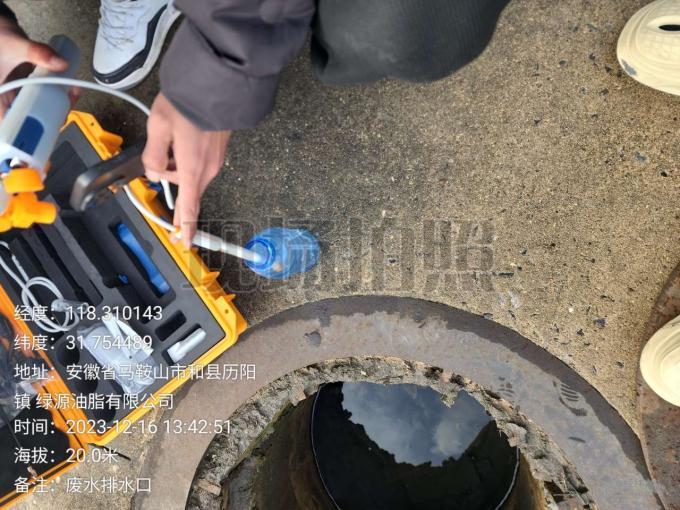 现场拍照
经度：118.310143
纬度：31.754489
地址：安徽省马鞍山市和县历阳
镇 绿源油脂有限公司
时间：2023-12-16 13:42:51
海拔：20.0米
备注：废水排水口